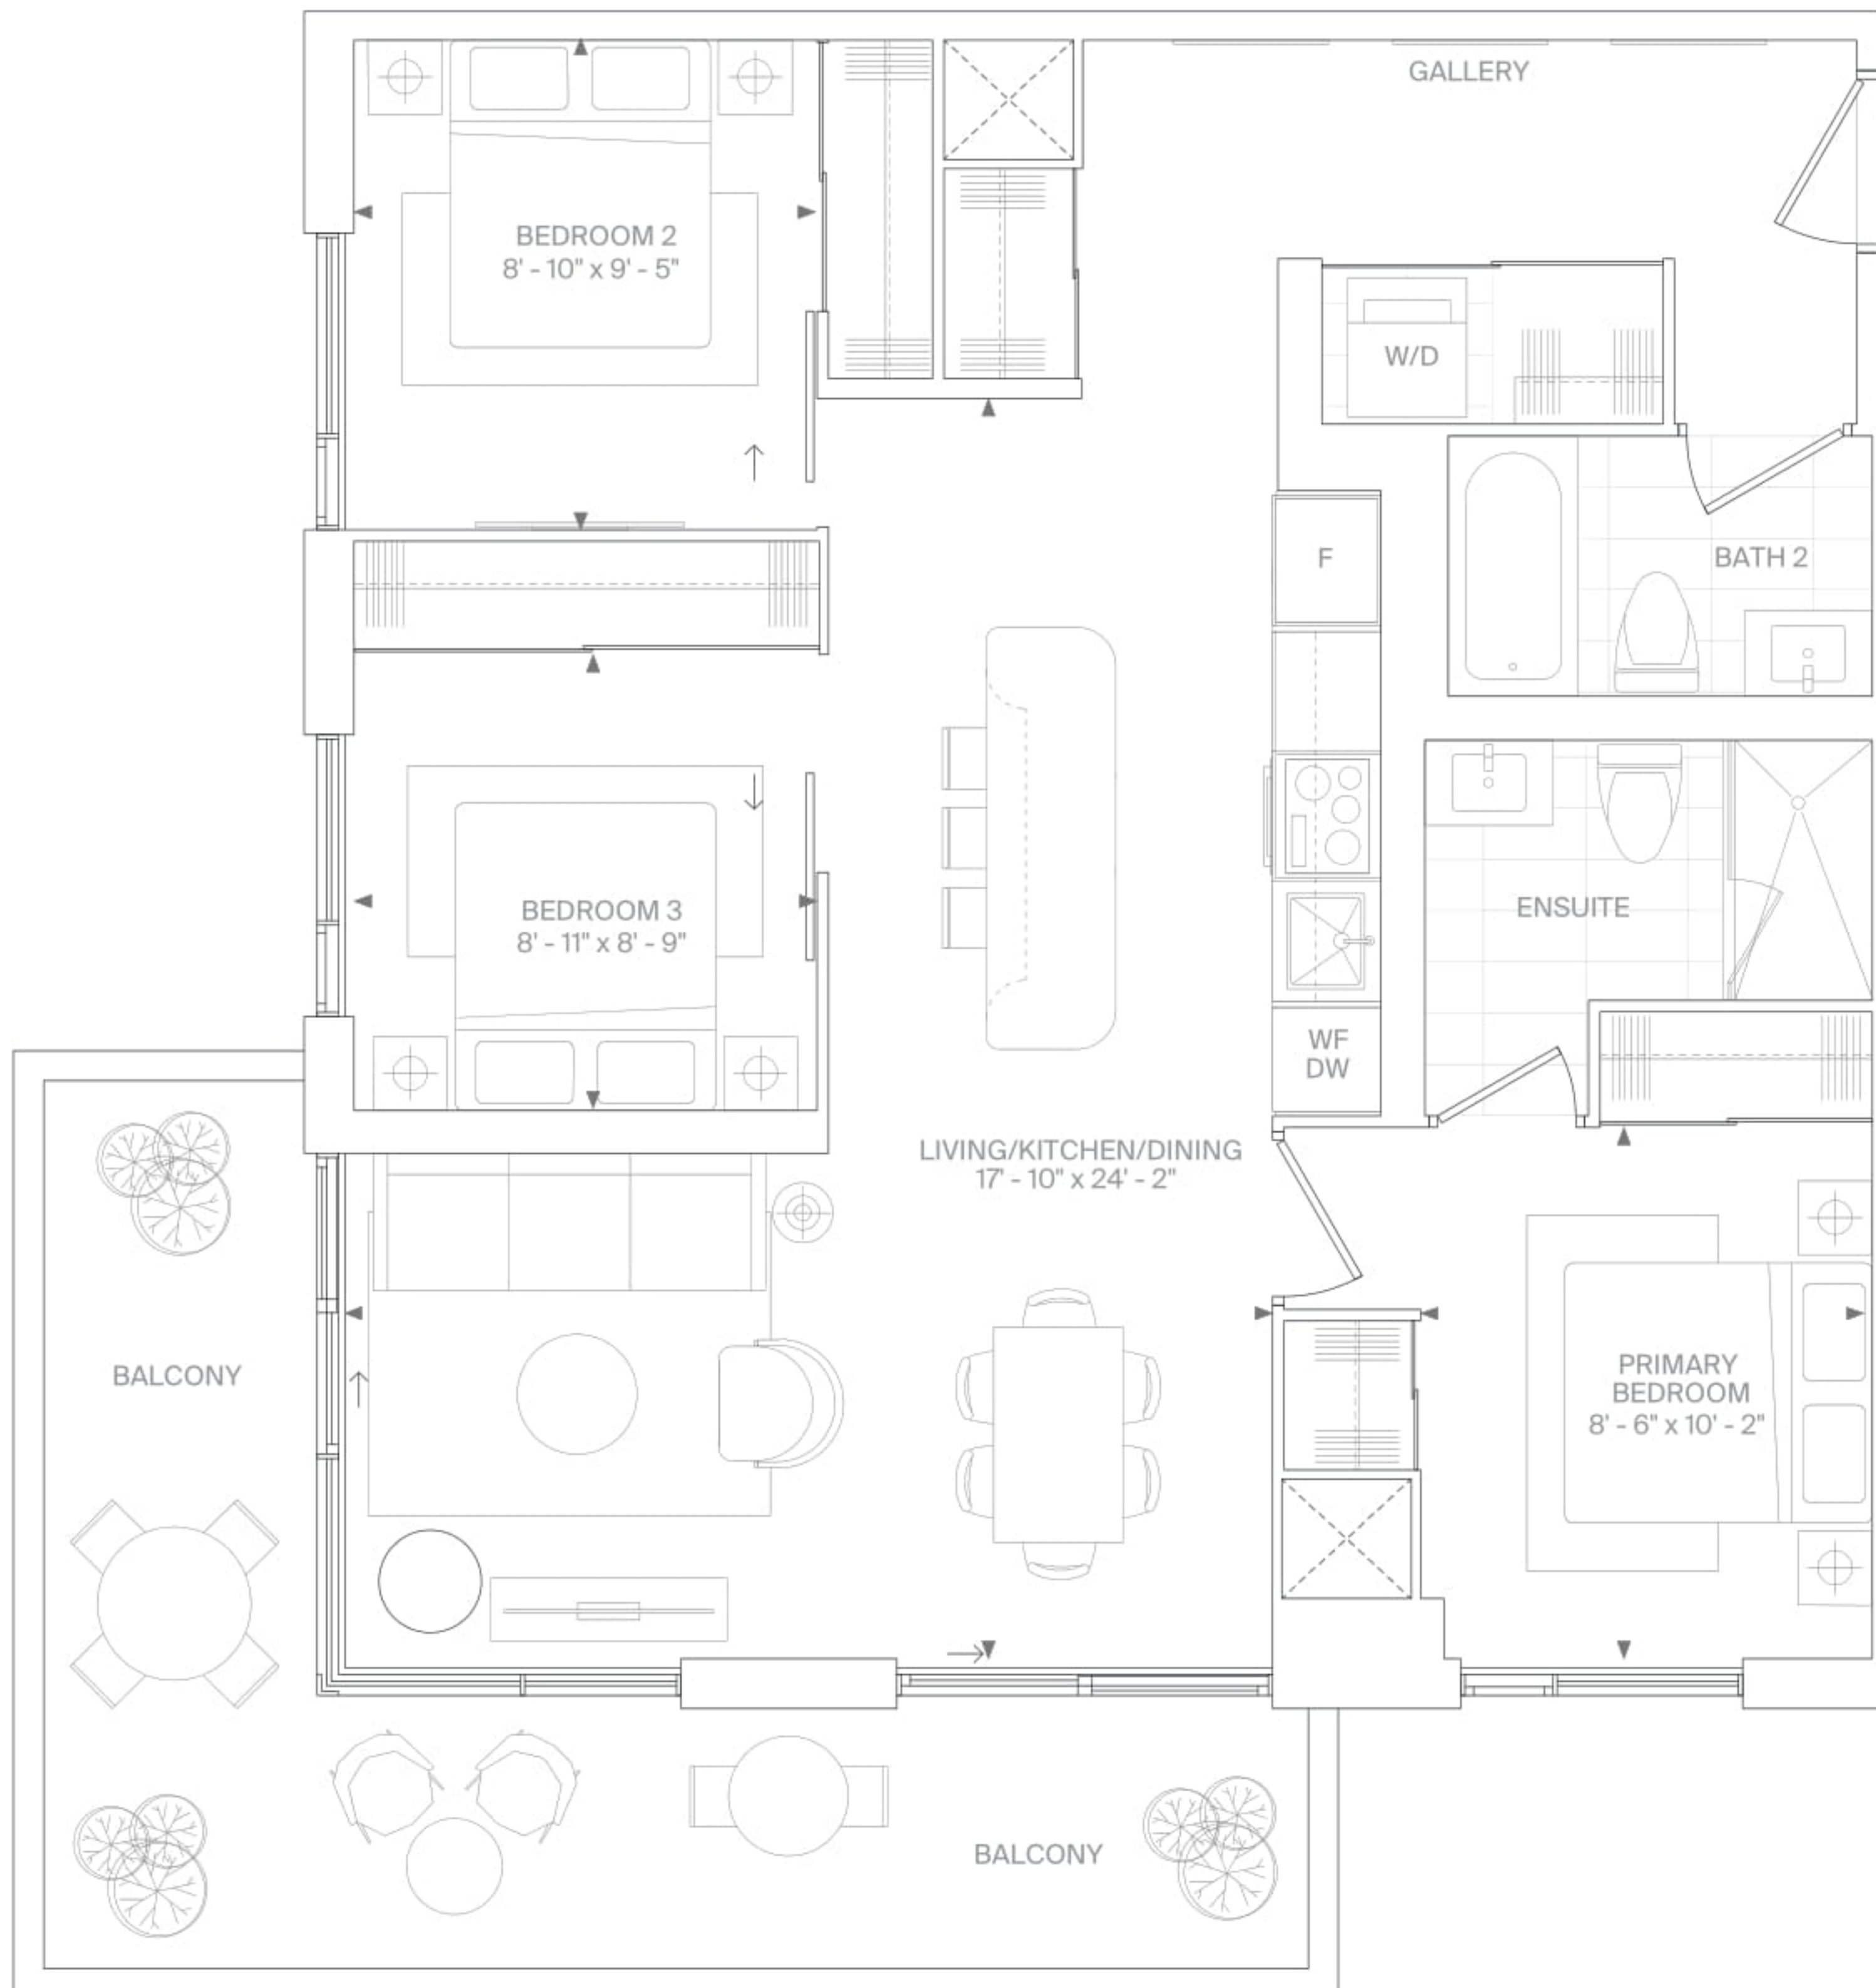 GALLERY
BEDROOM 2
8' - 10" x 9' - 5"
W/D
F
BATH 2
BEDROOM 3
8' - 11" x 8' - 9"
ENSUITE
WF
DW
LIVING/KITCHEN/DINING
17' - 10" x 24' - 2"
BALCONY
PRIMARY
BEDROOM
8' - 6" x 10' - 2"
BALCONY